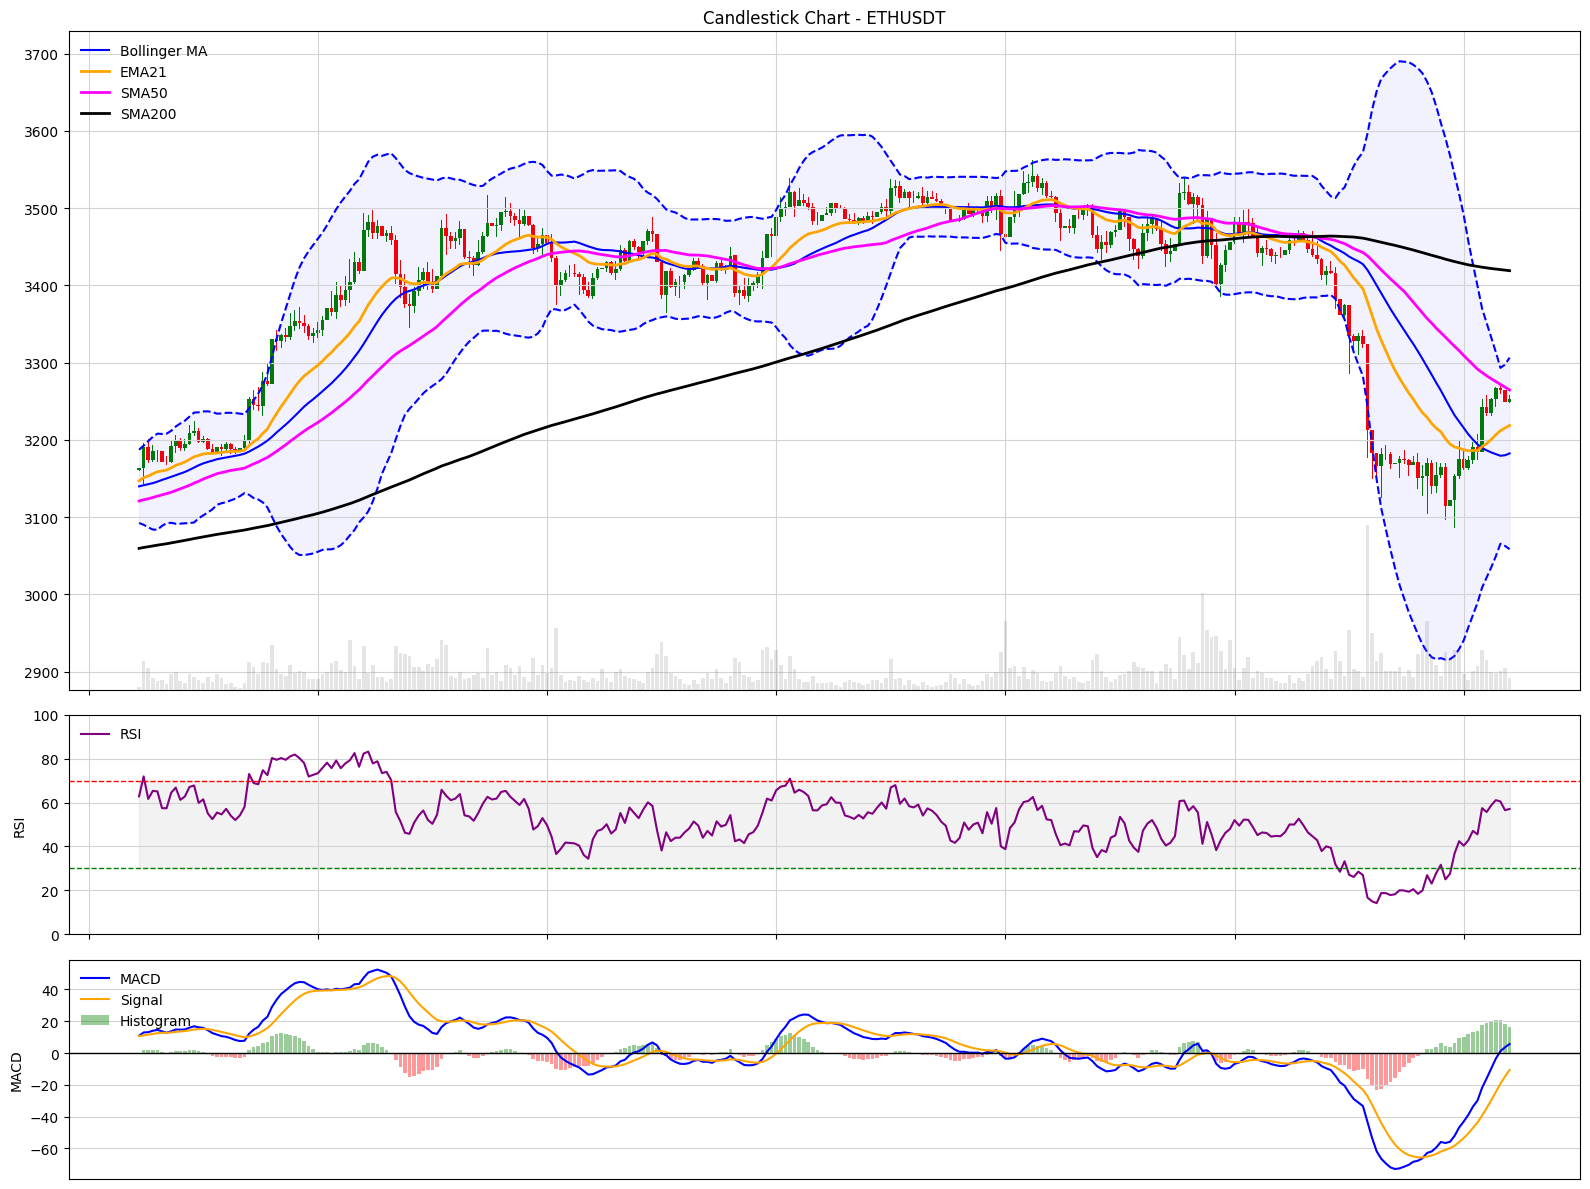 Candlestick Chart - ETHUSDT
Bollinger MA
EMA21
SMA50
SMA200
3700
3600
3500
3400
3300
3200
3100
3000
2900
RSI
RSI
100
80
60
40
20
0
MACD
Signal
Histogram
MACD
40
20
0
−20
−40
−60